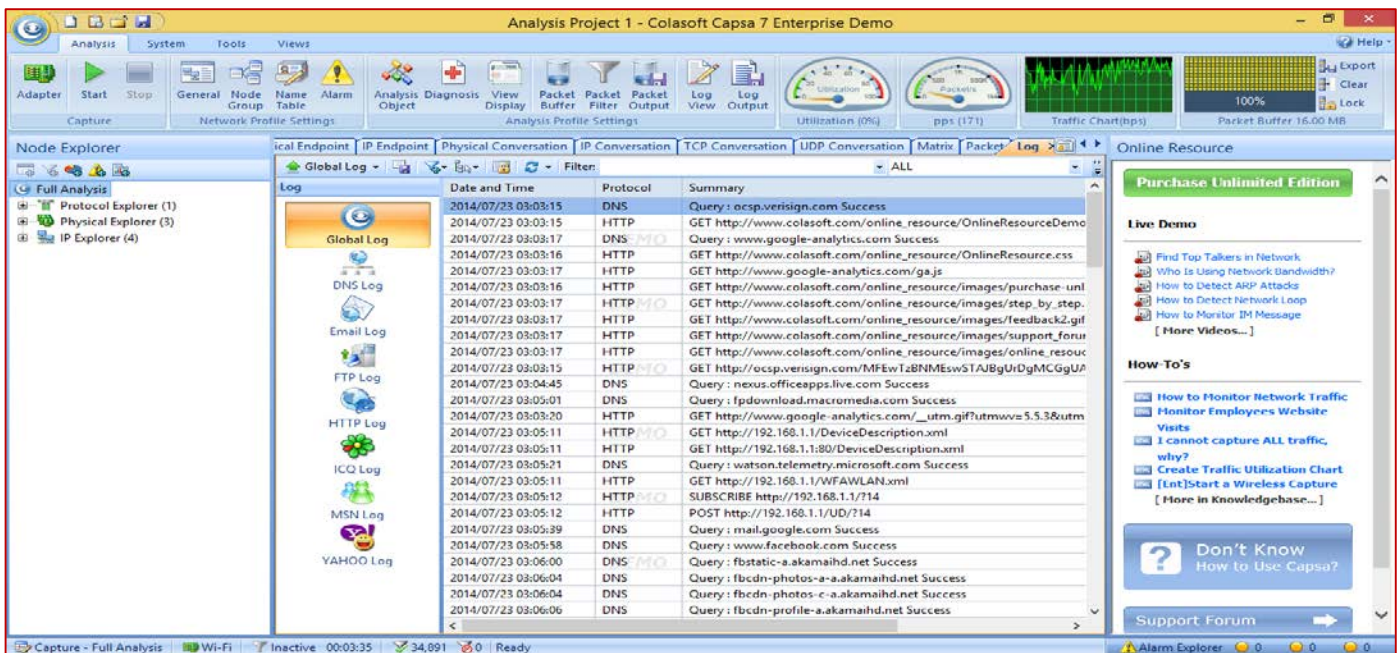 Analysis Project 1 - Colasoft Capsa 7 Enterprise Demo
Analysis System Tools Views Help
Adapter Start Stop
Capture
General Node Group Name Table Alarm
Network Profile Settings
Analysis Object Diagnosis View Display Packet Buffer Packet Filter Packet Output Log View Log Output
Analysis Profile Settings
Utilization (0%)
pps (171)
Traffic Chart(bps)
100%
Export
Clear
Lock
Packet Buffer 16.00 MB
Node Explorer
Full Analysis
Protocol Explorer (1)
Physical Explorer (3)
IP Explorer (4)
ical Endpoint IP Endpoint Physical Conversation IP Conversation TCP Conversation UDP Conversation Matrix Packet Log
Global Log Filter: ALL
Log
Global Log
DNS Log
Email Log
FTP Log
HTTP Log
ICQ Log
MSN Log
YAHOO Log
Date and Time Protocol Summary
2014/07/23 03:03:15 DNS Query : ocsp.verisign.com Success
2014/07/23 03:03:15 HTTP GET http://www.colasoft.com/online_resource/OnlineResourceDemo
2014/07/23 03:03:17 DNS Query : www.google-analytics.com Success
2014/07/23 03:03:16 HTTP GET http://www.colasoft.com/online_resource/OnlineResource.css
2014/07/23 03:03:17 HTTP GET http://www.google-analytics.com/ga.js
2014/07/23 03:03:16 HTTP GET http://www.colasoft.com/online_resource/images/purchase-unl
2014/07/23 03:03:17 HTTP GET http://www.colasoft.com/online_resource/images/step_by_step.
2014/07/23 03:03:17 HTTP GET http://www.colasoft.com/online_resource/images/feedback2.gif
2014/07/23 03:03:17 HTTP GET http://www.colasoft.com/online_resource/images/support_forur
2014/07/23 03:03:17 HTTP GET http://www.colasoft.com/online_resource/images/online_resouc
2014/07/23 03:03:15 HTTP GET http://ocsp.verisign.com/MFEwTzBNMEswSTAJBgUrDgMCGgUA
2014/07/23 03:04:45 DNS Query : nexus.officeapps.live.com Success
2014/07/23 03:05:01 DNS Query : fpdownload.macromedia.com Success
2014/07/23 03:03:20 HTTP GET http://www.google-analytics.com/__utm.gif?utmwv=5.5.3&utm
2014/07/23 03:05:11 HTTP GET http://192.168.1.1/DeviceDescription.xml
2014/07/23 03:05:11 HTTP GET http://192.168.1.1:80/DeviceDescription.xml
2014/07/23 03:05:21 DNS Query : watson.telemetry.microsoft.com Success
2014/07/23 03:05:11 HTTP GET http://192.168.1.1/WFAWLAN.xml
2014/07/23 03:05:12 HTTP SUBSCRIBE http://192.168.1.1/?14
2014/07/23 03:05:12 HTTP POST http://192.168.1.1/UD/?14
2014/07/23 03:05:39 DNS Query : mail.google.com Success
2014/07/23 03:05:58 DNS Query : www.facebook.com Success
2014/07/23 03:06:00 DNS Query : fbstatic-a.akamaihd.net Success
2014/07/23 03:06:04 DNS Query : fbcdn-photos-a-a.akamaihd.net Success
2014/07/23 03:06:04 DNS Query : fbcdn-photos-c-a.akamaihd.net Success
2014/07/23 03:06:06 DNS Query : fbcdn-profile-a.akamaihd.net Success
Online Resource
Purchase Unlimited Edition
Live Demo
Find Top Talkers in Network
Who Is Using Network Bandwidth?
How to Detect ARP Attacks
How to Detect Network Loop
How to Monitor IM Message
[ More Videos... ]
How-To's
How to Monitor Network Traffic
Monitor Employees Website
Visits
I cannot capture ALL traffic,
why?
Create Traffic Utilization Chart
[Ent]Start a Wireless Capture
[ More in Knowledgebase... ]
Don't Know
How to Use Capsa?
Support Forum
Capture - Full Analysis Wi-Fi Inactive 00:03:35 34,891 0 Ready Alarm Explorer 0 0 0